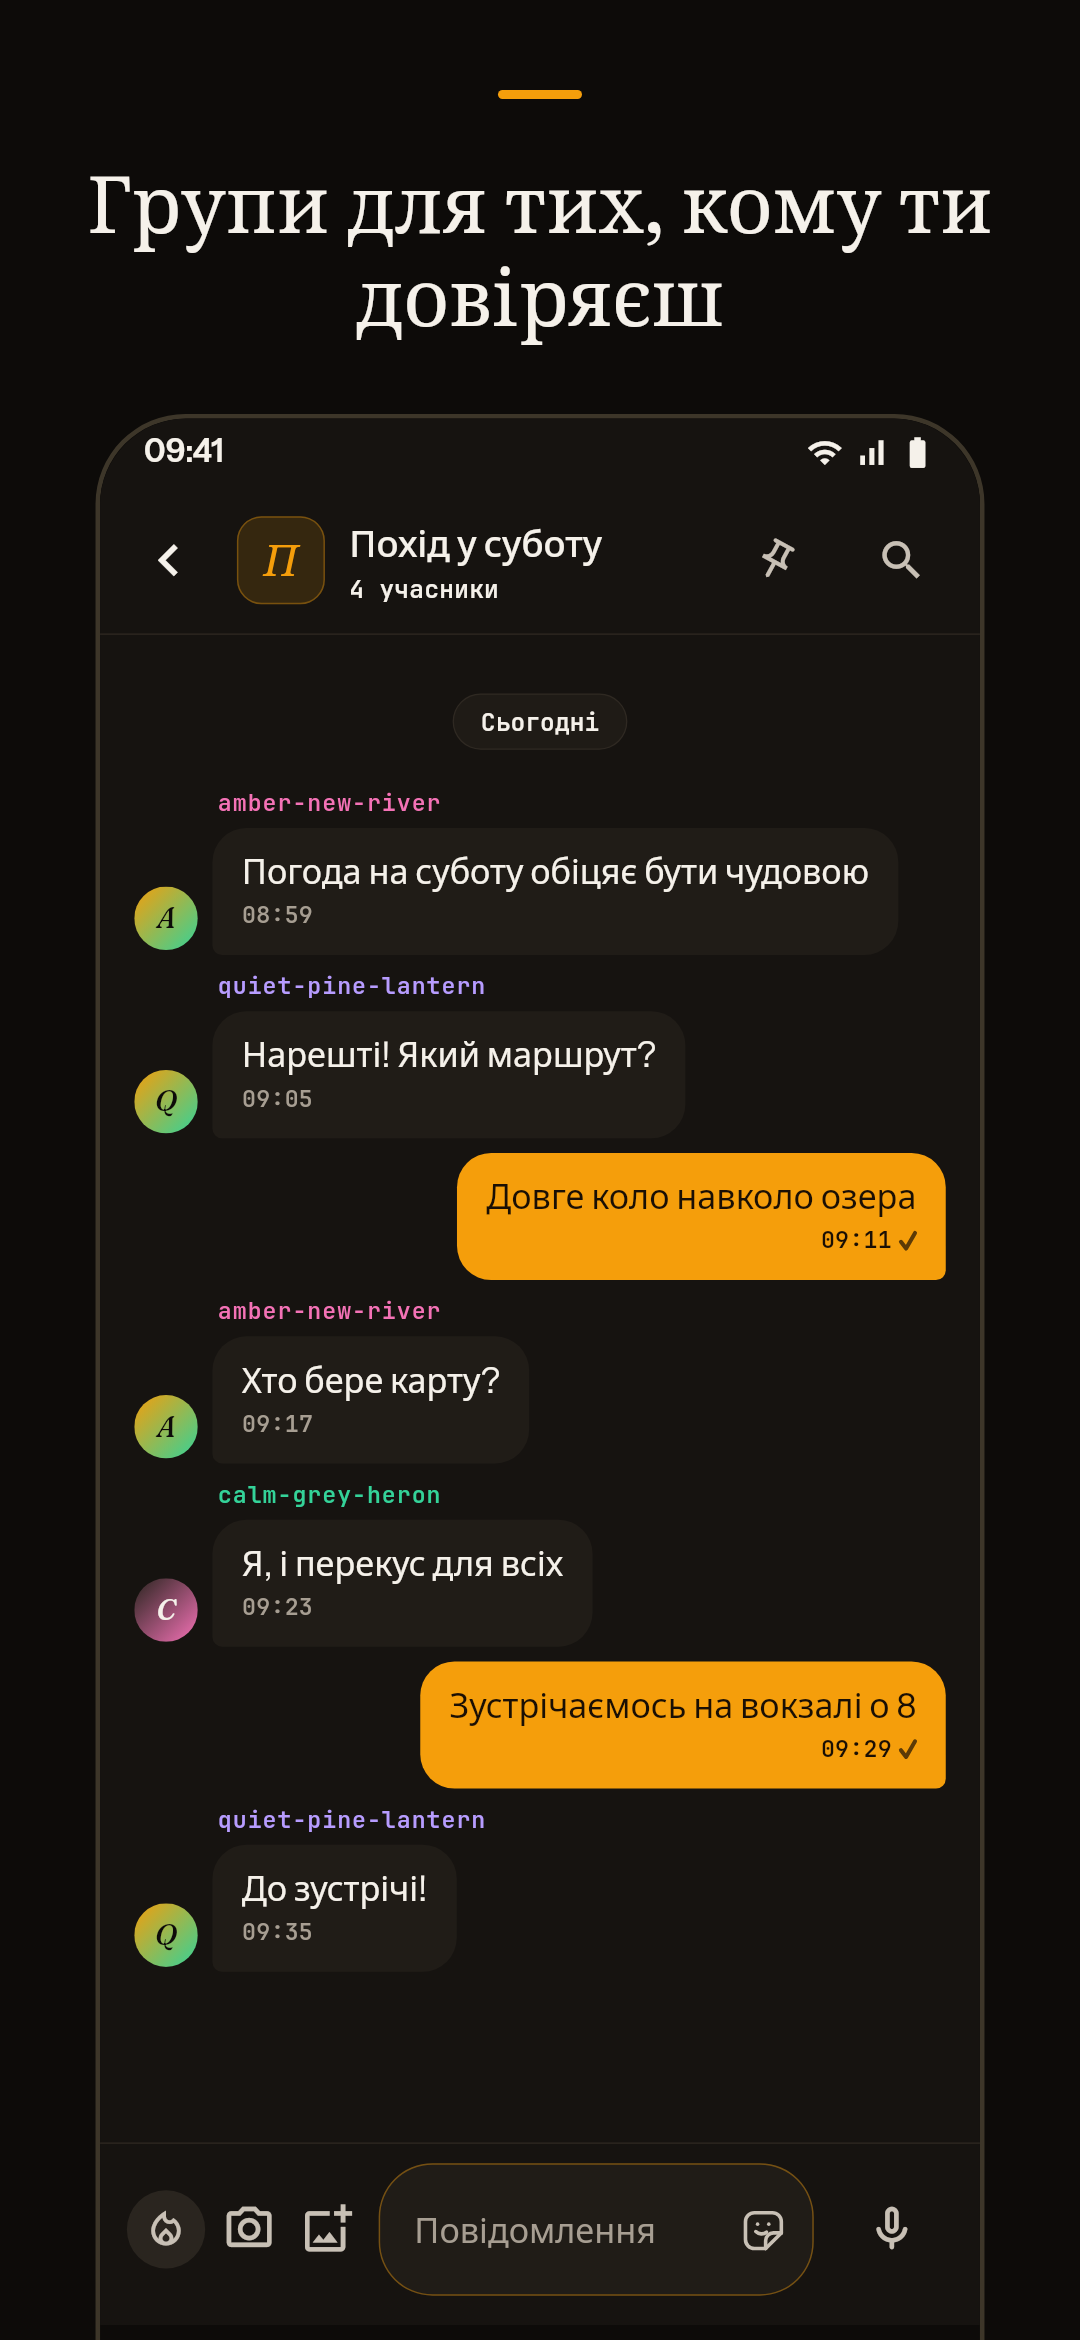 Групи для тих, кому ти
довіряєш
09:41
П
Похід у суботу
4 учасники
Сьогодні
amber-new-river
Погода на суботу обіцяє бути чудовою
08:59
A
quiet-pine-lantern
Нарешті! Який маршрут?
09:05
Q
Довге коло навколо озера
09:11
amber-new-river
Хто бере карту?
09:17
A
calm-grey-heron
Я, і перекус для всіх
09:23
C
Зустрічаємось на вокзалі о 8
09:29
quiet-pine-lantern
До зустрічі!
09:35
Q
Повідомлення